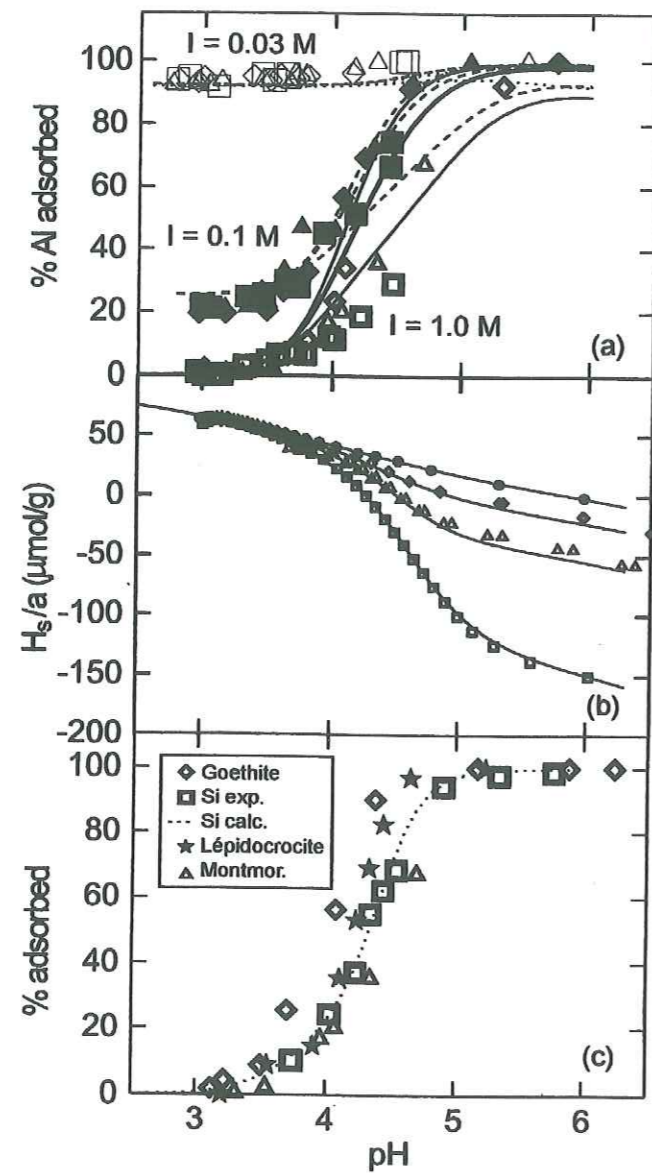 100
80
60
40
20
0
% Al adsorbed
I = 0.03 M
I = 0.1 M
I = 1.0 M
(a)
50
0
-50
-100
-150
-200
Hs/a (µmol/g)
(b)
100
80
60
40
20
0
% adsorbed
Goethite
Si exp.
Si calc.
Lépidocrocite
Montmor.
(c)
3 4 5 6
pH